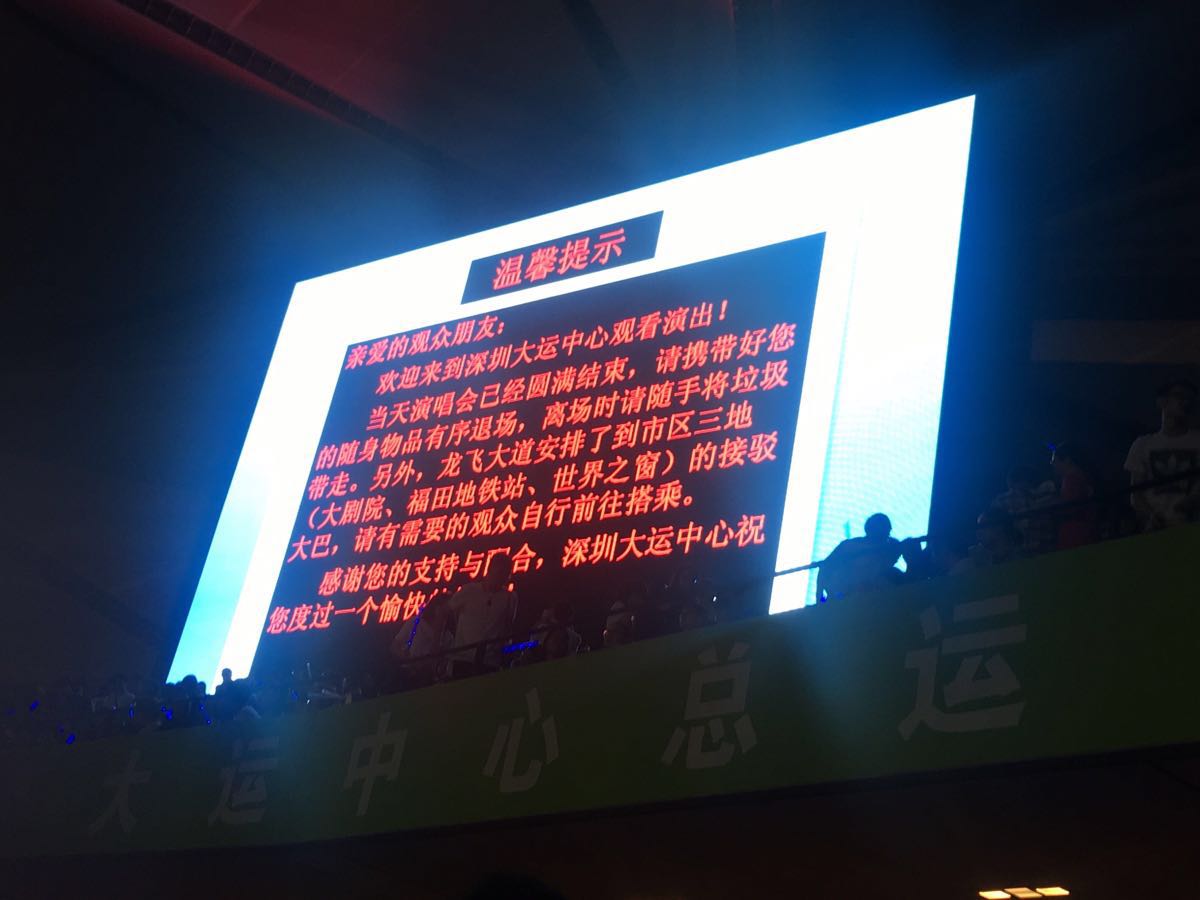 温馨提示
亲爱的观众朋友：
欢迎来到深圳大运中心观看演出！
当天演唱会已经圆满结束，请携带好您
的随身物品有序退场，离场时请随手将垃圾
带走。另外，龙飞大道安排了到市区三地
（大剧院、福田地铁站、世界之窗）的接驳
大巴，请有需要的观众自行前往搭乘。
感谢您的支持与配合，深圳大运中心祝
您度过一个愉快
大运中心总运